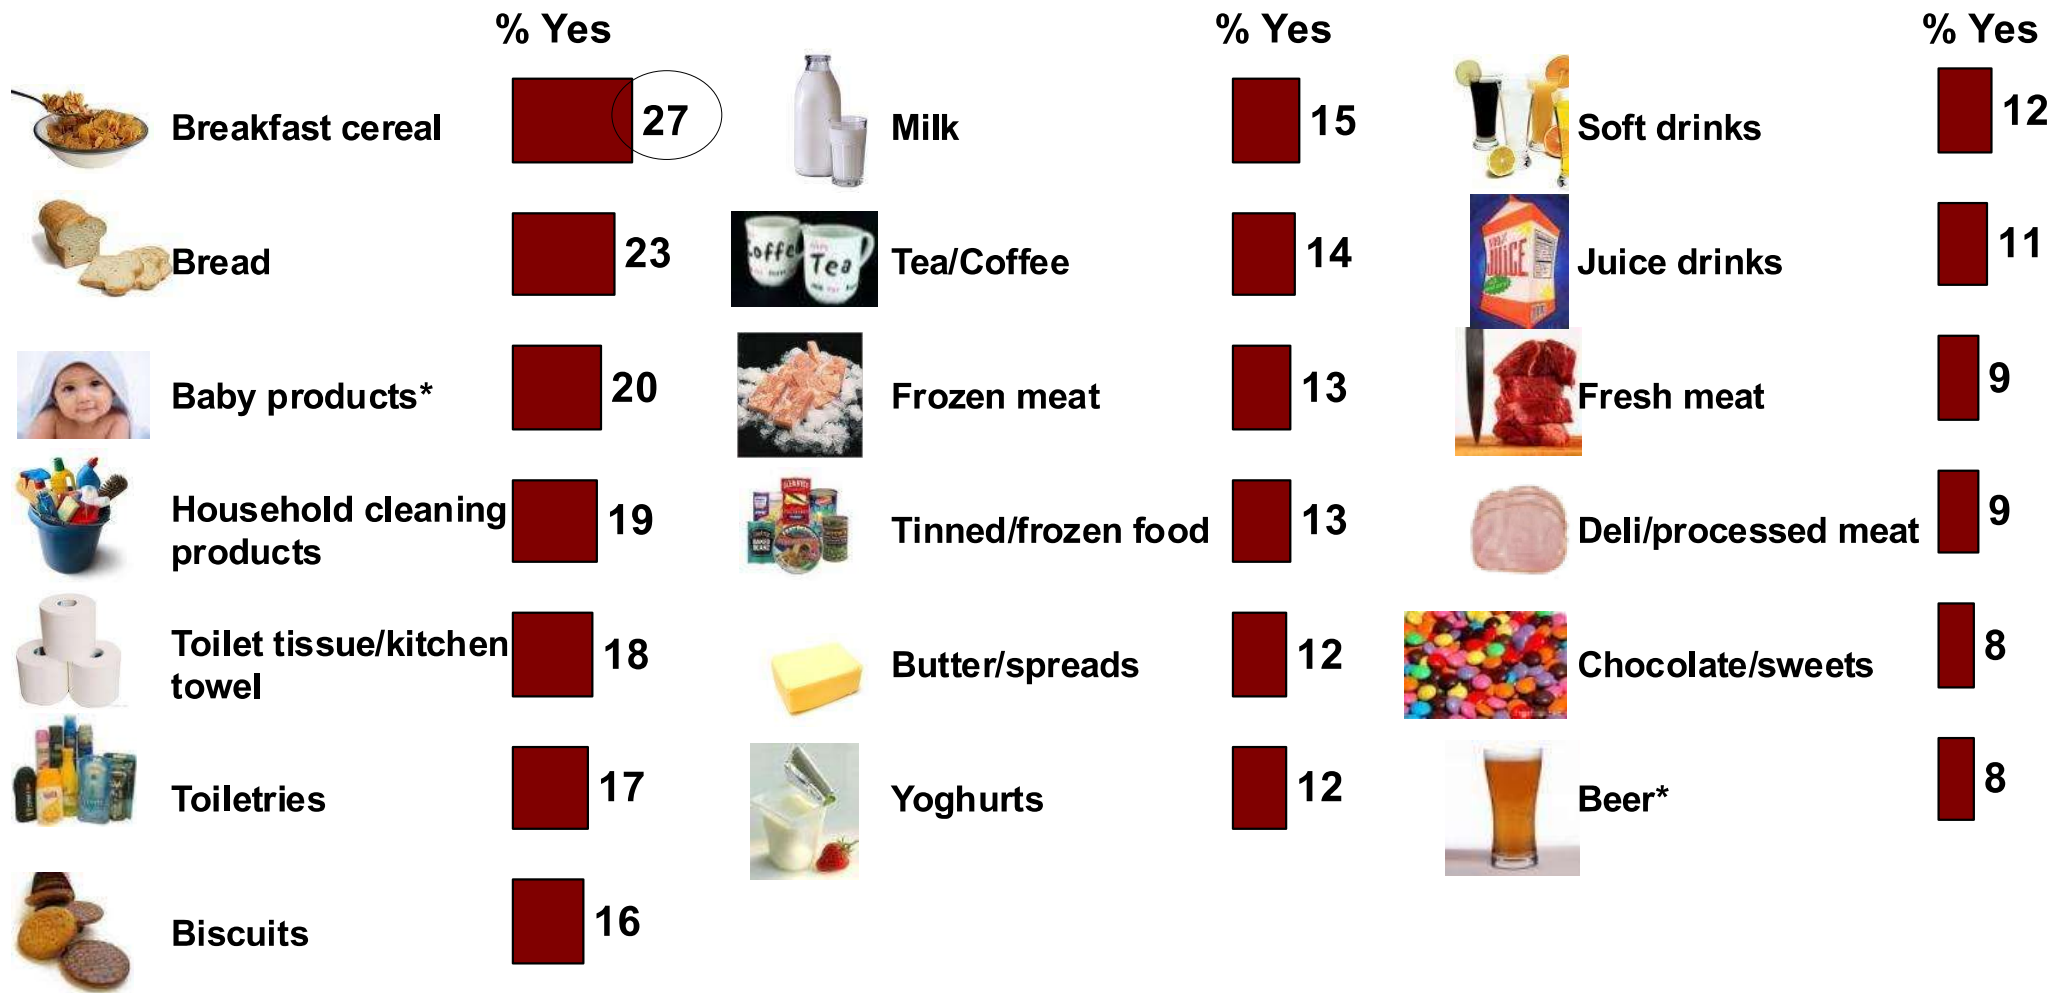 % Yes
Breakfast cereal 27
Bread 23
Baby products* 20
Household cleaning
products 19
Toilet tissue/kitchen
towel 18
Toiletries 17
Biscuits 16
% Yes
Milk 15
Coffee
Tea
Tea/Coffee 14
Frozen meat 13
Tinned/frozen food 13
Butter/spreads 12
Yoghurts 12
% Yes
Soft drinks 12
JUICE
Juice drinks 11
Fresh meat 9
Deli/processed meat 9
Chocolate/sweets 8
Beer* 8